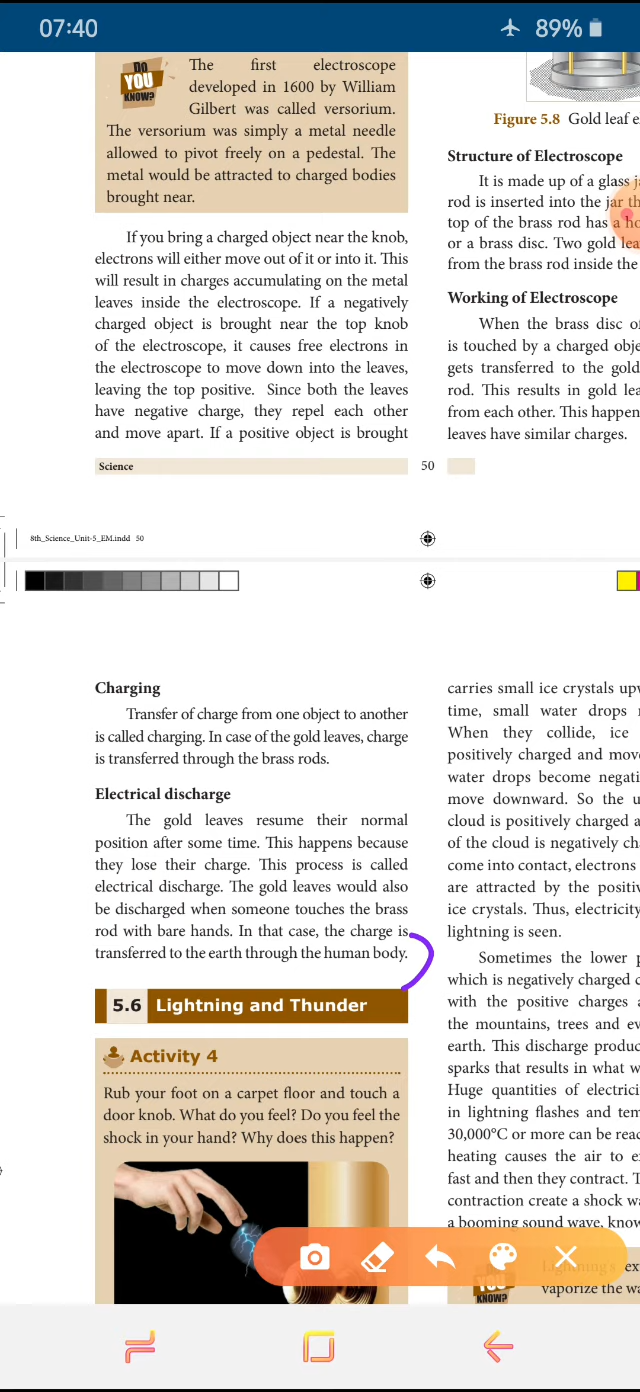 07:40
89%
DO
YOU
KNOW?
The first electroscope
developed in 1600 by William
Gilbert was called versorium.
The versorium was simply a metal needle
allowed to pivot freely on a pedestal. The
metal would be attracted to charged bodies
brought near.
If you bring a charged object near the knob,
electrons will either move out of it or into it. This
will result in charges accumulating on the metal
leaves inside the electroscope. If a negatively
charged object is brought near the top knob
of the electroscope, it causes free electrons in
the electroscope to move down into the leaves,
leaving the top positive. Since both the leaves
have negative charge, they repel each other
and move apart. If a positive object is brought
Figure 5.8 Gold leaf
Structure of Electroscope
It is made up of a glass
rod is inserted into the jar
top of the brass rod has a
or a brass disc. Two gold
from the brass rod inside the
Working of Electroscope
When the brass disc
is touched by a charged
gets transferred to the gold
rod. This results in gold
from each other. This
leaves have similar charges.
Science
50
8th_Science_Unit-5_EM.indd 50
Charging
Transfer of charge from one object to another
is called charging. In case of the gold leaves, charge
is transferred through the brass rods.
Electrical discharge
The gold leaves resume their normal
position after some time. This happens because
they lose their charge. This process is called
electrical discharge. The gold leaves would also
be discharged when someone touches the brass
rod with bare hands. In that case, the charge is
transferred to the earth through the human body.
5.6 Lightning and Thunder
Activity 4
Rub your foot on a carpet floor and touch a
door knob. What do you feel? Do you feel the
shock in your hand? Why does this happen?
carries small ice crystals
time, small water drops
When they collide, ice
positively charged and
water drops become
move downward. So the
cloud is positively charged
of the cloud is negatively
come into contact, electrons
are attracted by the
ice crystals. Thus, electricity
lightning is seen.
Sometimes the lower
which is negatively charged
with the positive charges
the mountains, trees and
earth. This discharge
sparks that results in what
Huge quantities of
in lightning flashes and
30,000°C or more can be
heating causes the air to
fast and then they contract.
contraction create a shock
a booming sound wave,
YOU
KNOW?
Lightning's
vaporize the